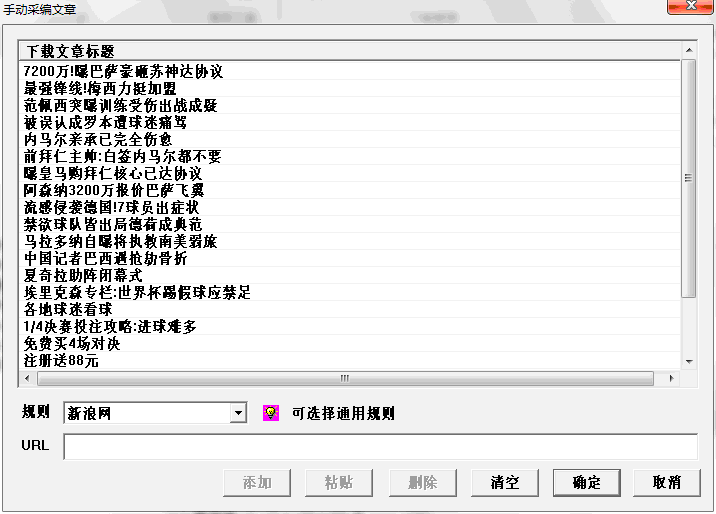 手动采编文章
下载文章标题
7200万!曝巴萨豪砸苏神达协议
最强锋线!梅西力挺加盟
范佩西突曝训练受伤出战成疑
被误认成罗本遭球迷痛骂
内马尔亲承已完全伤愈
前拜仁主帅:白签内马尔都不要
曝皇马购拜仁核心已达协议
阿森纳3200万报价巴萨飞翼
流感侵袭德国!7球员出症状
禁欲球队皆出局德荷成典范
马拉多纳自曝将执教南美弱旅
中国记者巴西遇抢劫骨折
夏奇拉助阵闭幕式
埃里克森专栏:世界杯踢假球应禁足
各地球迷看球
1/4决赛投注攻略:进球难多
免费买4场对决
注册送88元
规则 新浪网 可选择通用规则
URL
添加 粘贴 删除 清空 确定 取消